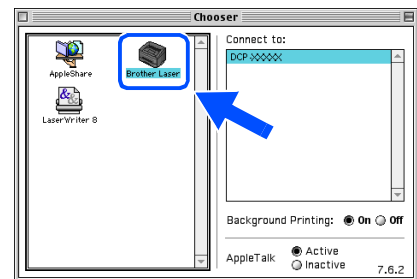 Chooser
AppleShare
Brother Laser
LaserWriter 8
Connect to:
DCP-XXXX
Background Printing: On Off
AppleTalk
Active
Inactive
7.6.2